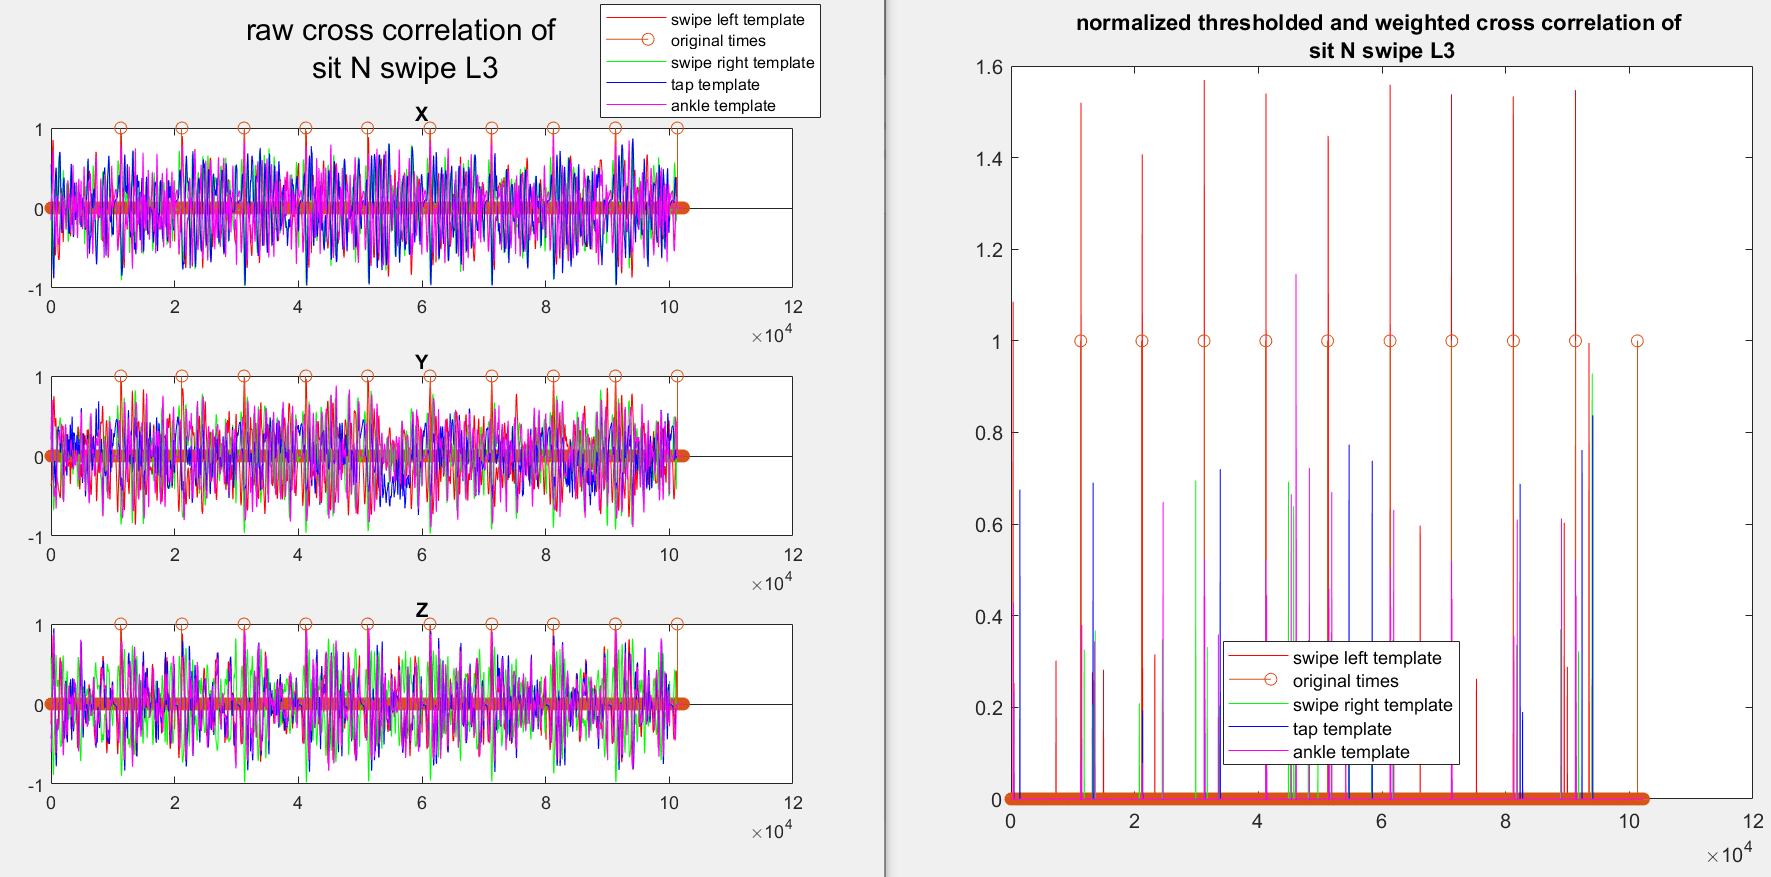 raw cross correlation of
sit N swipe L3
swipe left template
original times
swipe right template
tap template
ankle template
X
1
0
-1
0 2 4 6 8 10 12
×10^4
Y
1
0
-1
0 2 4 6 8 10 12
×10^4
Z
1
0
-1
0 2 4 6 8 10 12
×10^4
normalized thresholded and weighted cross correlation of
sit N swipe L3
1.6
1.4
1.2
1
0.8
0.6
0.4
0.2
0
swipe left template
original times
swipe right template
tap template
ankle template
0 2 4 6 8 10 12
×10^4